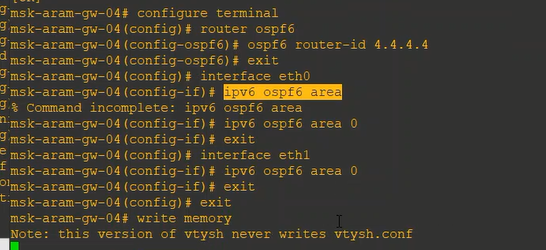 msk-aram-gw-04# configure terminal
msk-aram-gw-04(config)# router ospf6
msk-aram-gw-04(config-ospf6)# ospf6 router-id 4.4.4.4
msk-aram-gw-04(config-ospf6)# exit
msk-aram-gw-04(config)# interface eth0
msk-aram-gw-04(config-if)# ipv6 ospf6 area
% Command incomplete: ipv6 ospf6 area
msk-aram-gw-04(config-if)# ipv6 ospf6 area 0
msk-aram-gw-04(config-if)# exit
msk-aram-gw-04(config)# interface eth1
msk-aram-gw-04(config-if)# ipv6 ospf6 area 0
msk-aram-gw-04(config-if)# exit
msk-aram-gw-04(config)# exit
msk-aram-gw-04# write memory
Note: this version of vtysh never writes vtysh.conf